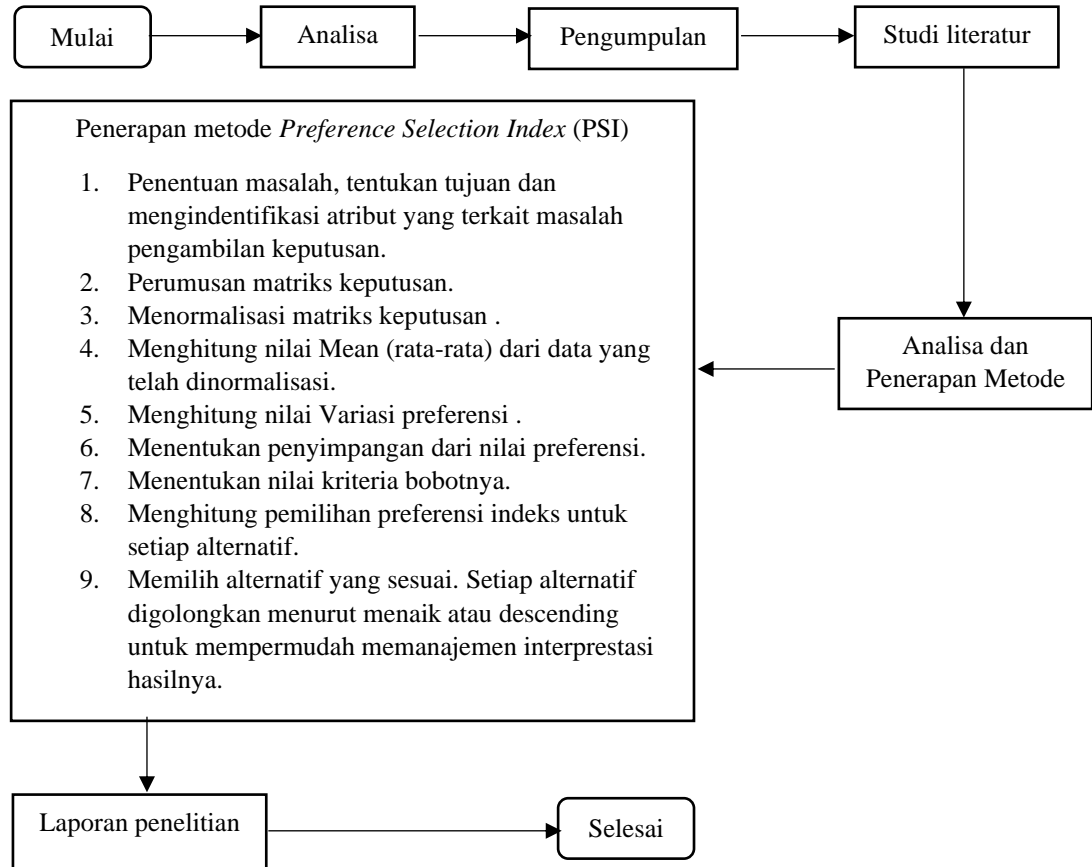 Mulai
Analisa
Pengumpulan
Studi literatur
Penerapan metode Preference Selection Index (PSI)
1. Penentuan masalah, tentukan tujuan dan
mengindentifikasi atribut yang terkait masalah
pengambilan keputusan.
2. Perumusan matriks keputusan.
3. Menormalisasi matriks keputusan .
4. Menghitung nilai Mean (rata-rata) dari data yang
telah dinormalisasi.
5. Menghitung nilai Variasi preferensi .
6. Menentukan penyimpangan dari nilai preferensi.
7. Menentukan nilai kriteria bobotnya.
8. Menghitung pemilihan preferensi indeks untuk
setiap alternatif.
9. Memilih alternatif yang sesuai. Setiap alternatif
digolongkan menurut menaik atau descending
untuk mempermudah memanajemen interprestasi
hasilnya.
Analisa dan
Penerapan Metode
Laporan penelitian
Selesai